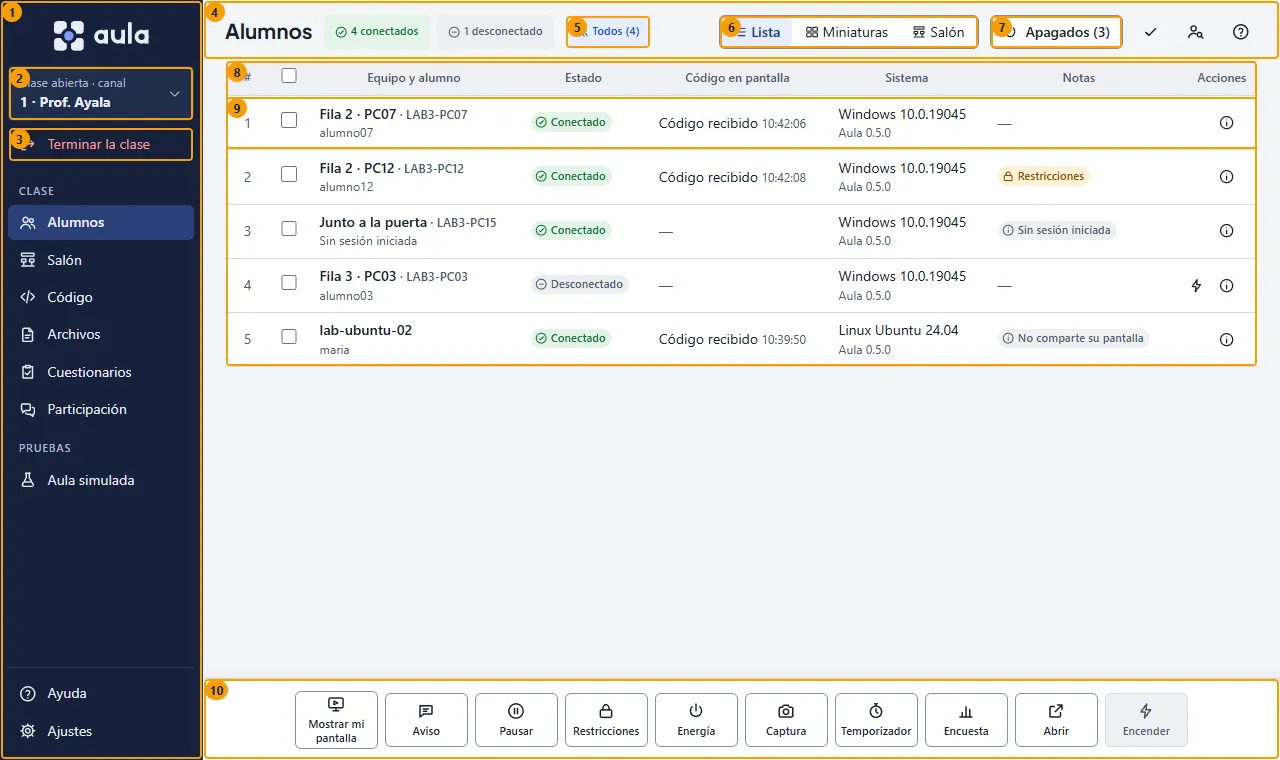 1
aula
2
clase abierta · canal
1 · Prof. Ayala
3
Terminar la clase
CLASE
Alumnos
Salón
Código
Archivos
Cuestionarios
Participación
PRUEBAS
Aula simulada
Ayuda
Ajustes
4
Alumnos
4 conectados
1 desconectado
5
Todos (4)
6
Lista
Miniaturas
Salón
7
Apagados (3)
8
# Equipo y alumno Estado Código en pantalla Sistema Notas Acciones
9
1 Fila 2 · PC07 · LAB3-PC07 Conectado Código recibido 10:42:06 Windows 10.0.19045 —
alumno07 Aula 0.5.0
2 Fila 2 · PC12 · LAB3-PC12 Conectado Código recibido 10:42:08 Windows 10.0.19045 Restricciones
alumno12 Aula 0.5.0
3 Junto a la puerta · LAB3-PC15 Conectado — Windows 10.0.19045 Sin sesión iniciada
Sin sesión iniciada Aula 0.5.0
4 Fila 3 · PC03 · LAB3-PC03 Desconectado — Windows 10.0.19045 —
alumno03 Aula 0.5.0
5 lab-ubuntu-02 Conectado Código recibido 10:39:50 Linux Ubuntu 24.04 No comparte su pantalla
maria Aula 0.5.0
10
Mostrar mi
pantalla
Aviso
Pausar
Restricciones
Energía
Captura
Temporizador
Encuesta
Abrir
Encender